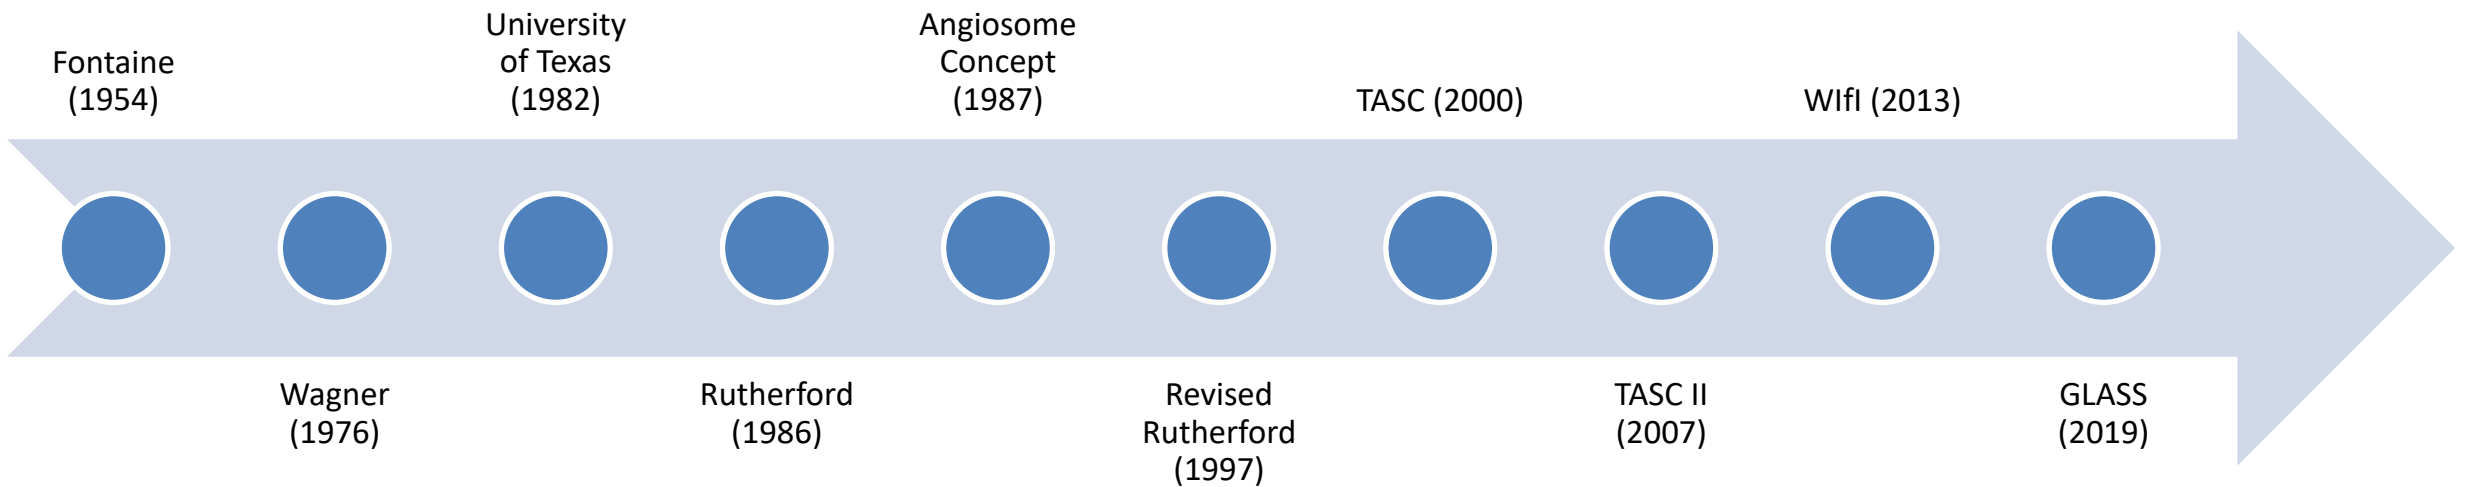 Fontaine
(1954)
Wagner
(1976)
University
of Texas
(1982)
Rutherford
(1986)
Angiosome
Concept
(1987)
Revised
Rutherford
(1997)
TASC (2000)
TASC II
(2007)
WIfI (2013)
GLASS
(2019)